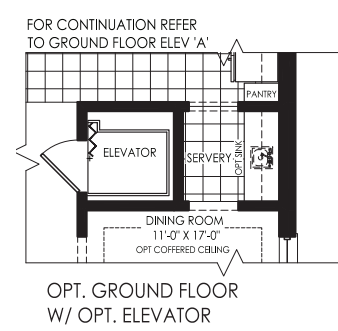 FOR CONTINUATION REFER
TO GROUND FLOOR ELEV 'A'
PANTRY
ELEVATOR
SERVERY
OPT SINK
DINING ROOM
11'-0" X 17'-0"
OPT COFFERED CEILING
OPT. GROUND FLOOR
W/ OPT. ELEVATOR